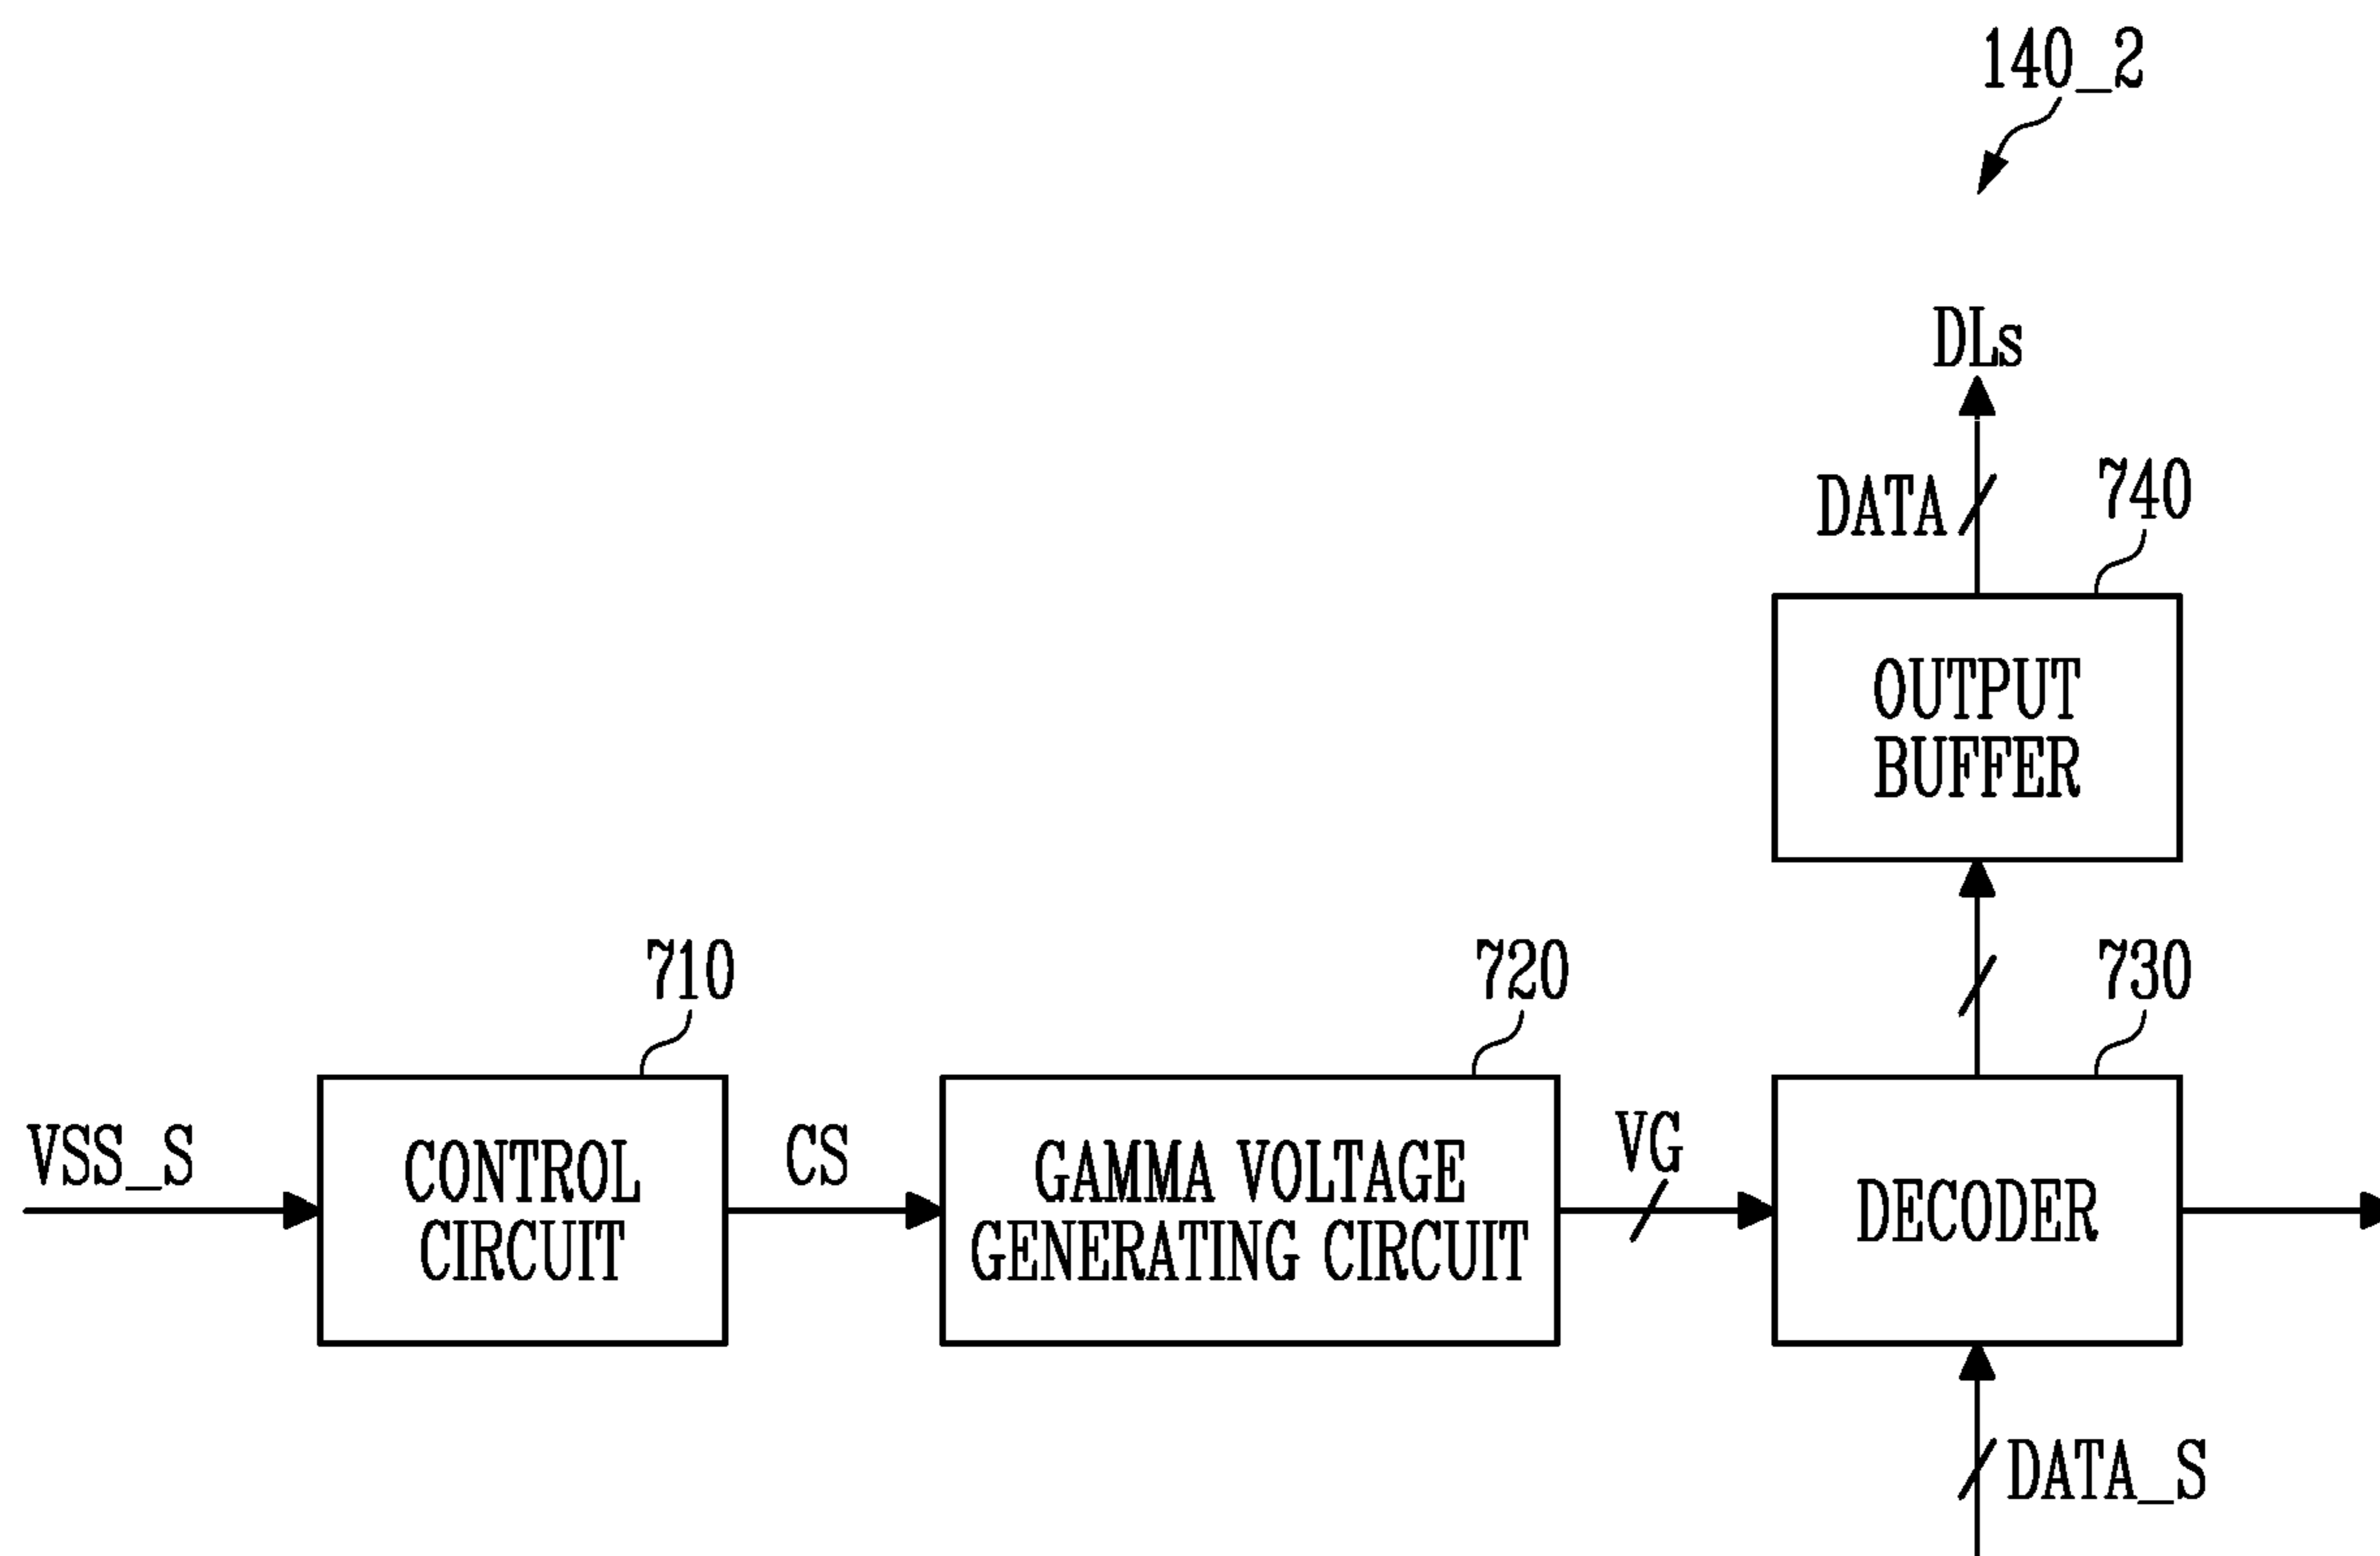 140_2
DLs
DATA
740
OUTPUT
BUFFER
710
720
730
VSS_S
CONTROL
CIRCUIT
CS
GAMMA VOLTAGE
GENERATING CIRCUIT
VG
DECODER
DATA_S